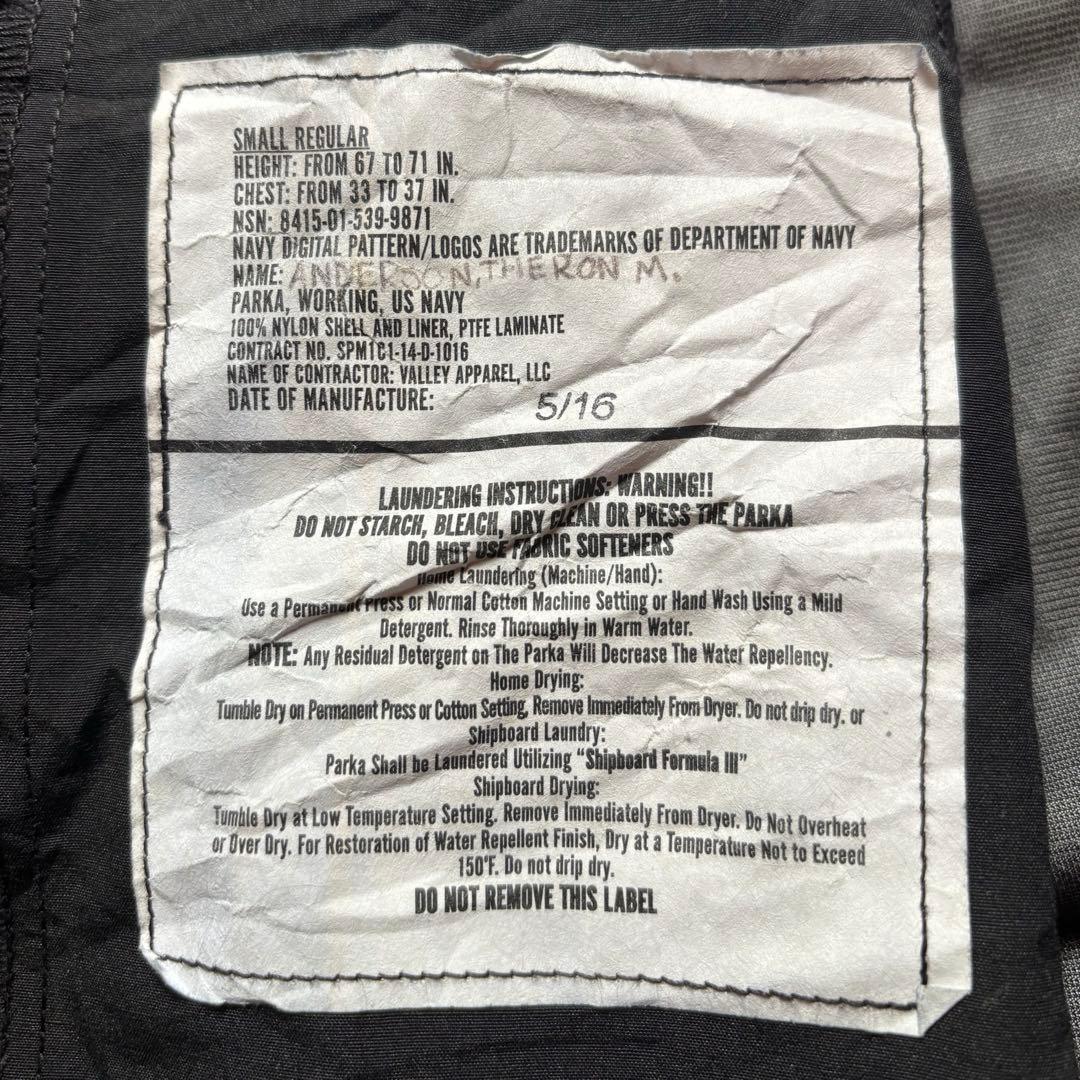 SMALL REGULAR
HEIGHT: FROM 67 TO 71 IN.
CHEST: FROM 33 TO 37 IN.
NSN: 8415-01-539-9871
NAVY DIGITAL PATTERN/LOGOS ARE TRADEMARKS OF DEPARTMENT OF NAVY
NAME: ANDERSON, THERON M.
PARKA, WORKING, US NAVY
100% NYLON SHELL AND LINER, PTFE LAMINATE
CONTRACT NO. SPM1C1-14-D-1016
NAME OF CONTRACTOR: VALLEY APPAREL, LLC
DATE OF MANUFACTURE: 5/16
LAUNDERING INSTRUCTIONS: WARNING!!
DO NOT STARCH, BLEACH, DRY CLEAN OR PRESS THE PARKA
DO NOT USE FABRIC SOFTENERS
Home Laundering (Machine/Hand):
Use a Permanent Press or Normal Cotton Machine Setting or Hand Wash Using a Mild
Detergent. Rinse Thoroughly in Warm Water.
NOTE: Any Residual Detergent on The Parka Will Decrease The Water Repellency.
Home Drying:
Tumble Dry on Permanent Press or Cotton Setting, Remove Immediately From Dryer. Do not drip dry. or
Shipboard Laundry:
Parka Shall be Laundered Utilizing "Shipboard Formula III"
Shipboard Drying:
Tumble Dry at Low Temperature Setting. Remove Immediately From Dryer. Do Not Overheat
or Over Dry. For Restoration of Water Repellent Finish, Dry at a Temperature Not to Exceed
150°F. Do not drip dry.
DO NOT REMOVE THIS LABEL